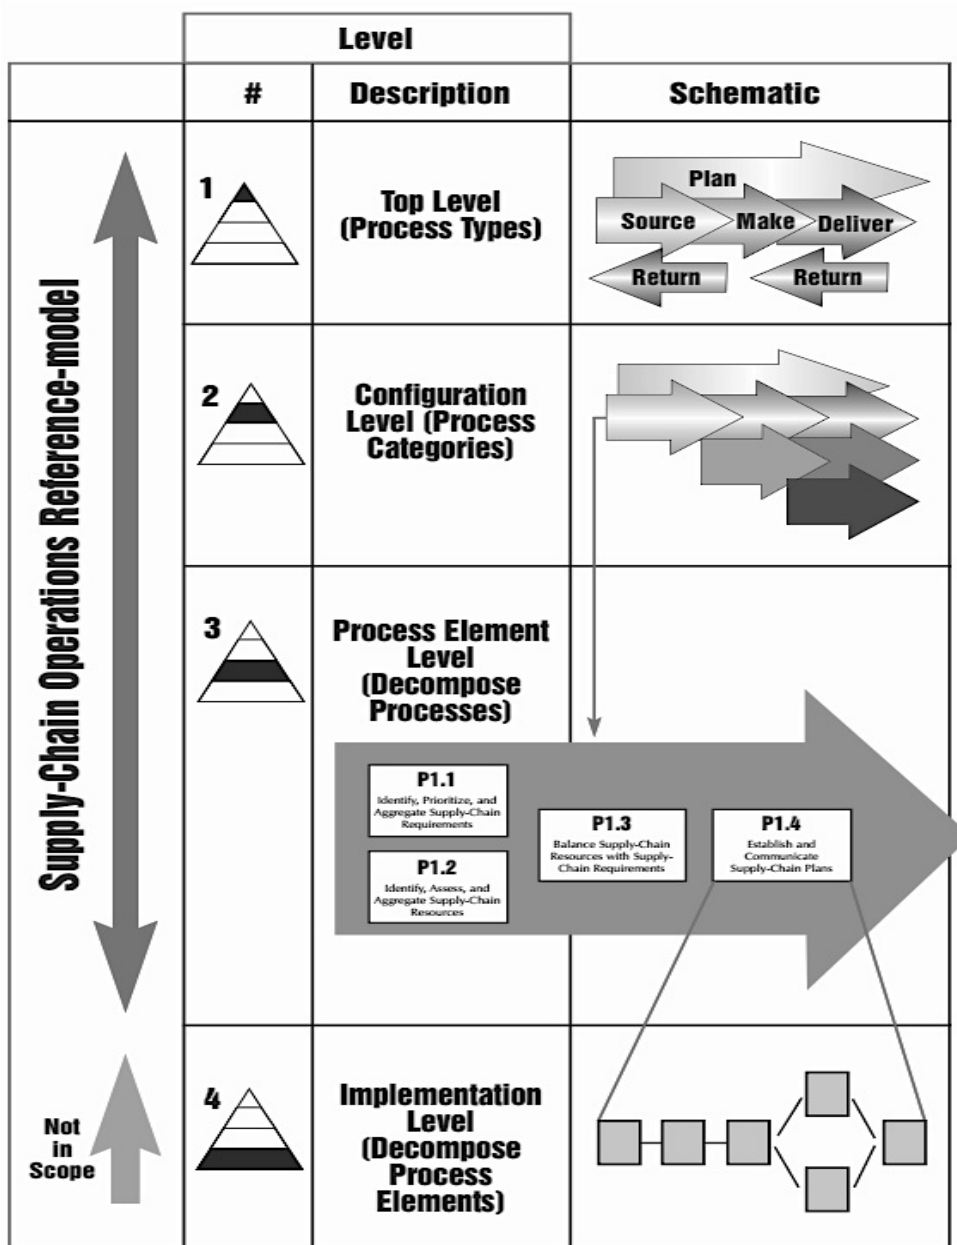 Level
#
Description
Schematic
Supply-Chain Operations Reference-model
1
Top Level
(Process Types)
Plan
Source
Make
Deliver
Return
Return
2
Configuration
Level (Process
Categories)
3
Process Element
Level
(Decompose
Processes)
P1.1
Identify, Prioritize, and
Aggregate Supply-Chain
Requirements
P1.2
Identify, Assess, and
Aggregate Supply-Chain
Resources
P1.3
Balance Supply-Chain
Resources with Supply-
Chain Requirements
P1.4
Establish and
Communicate
Supply-Chain Plans
Not
in
Scope
4
Implementation
Level
(Decompose
Process
Elements)